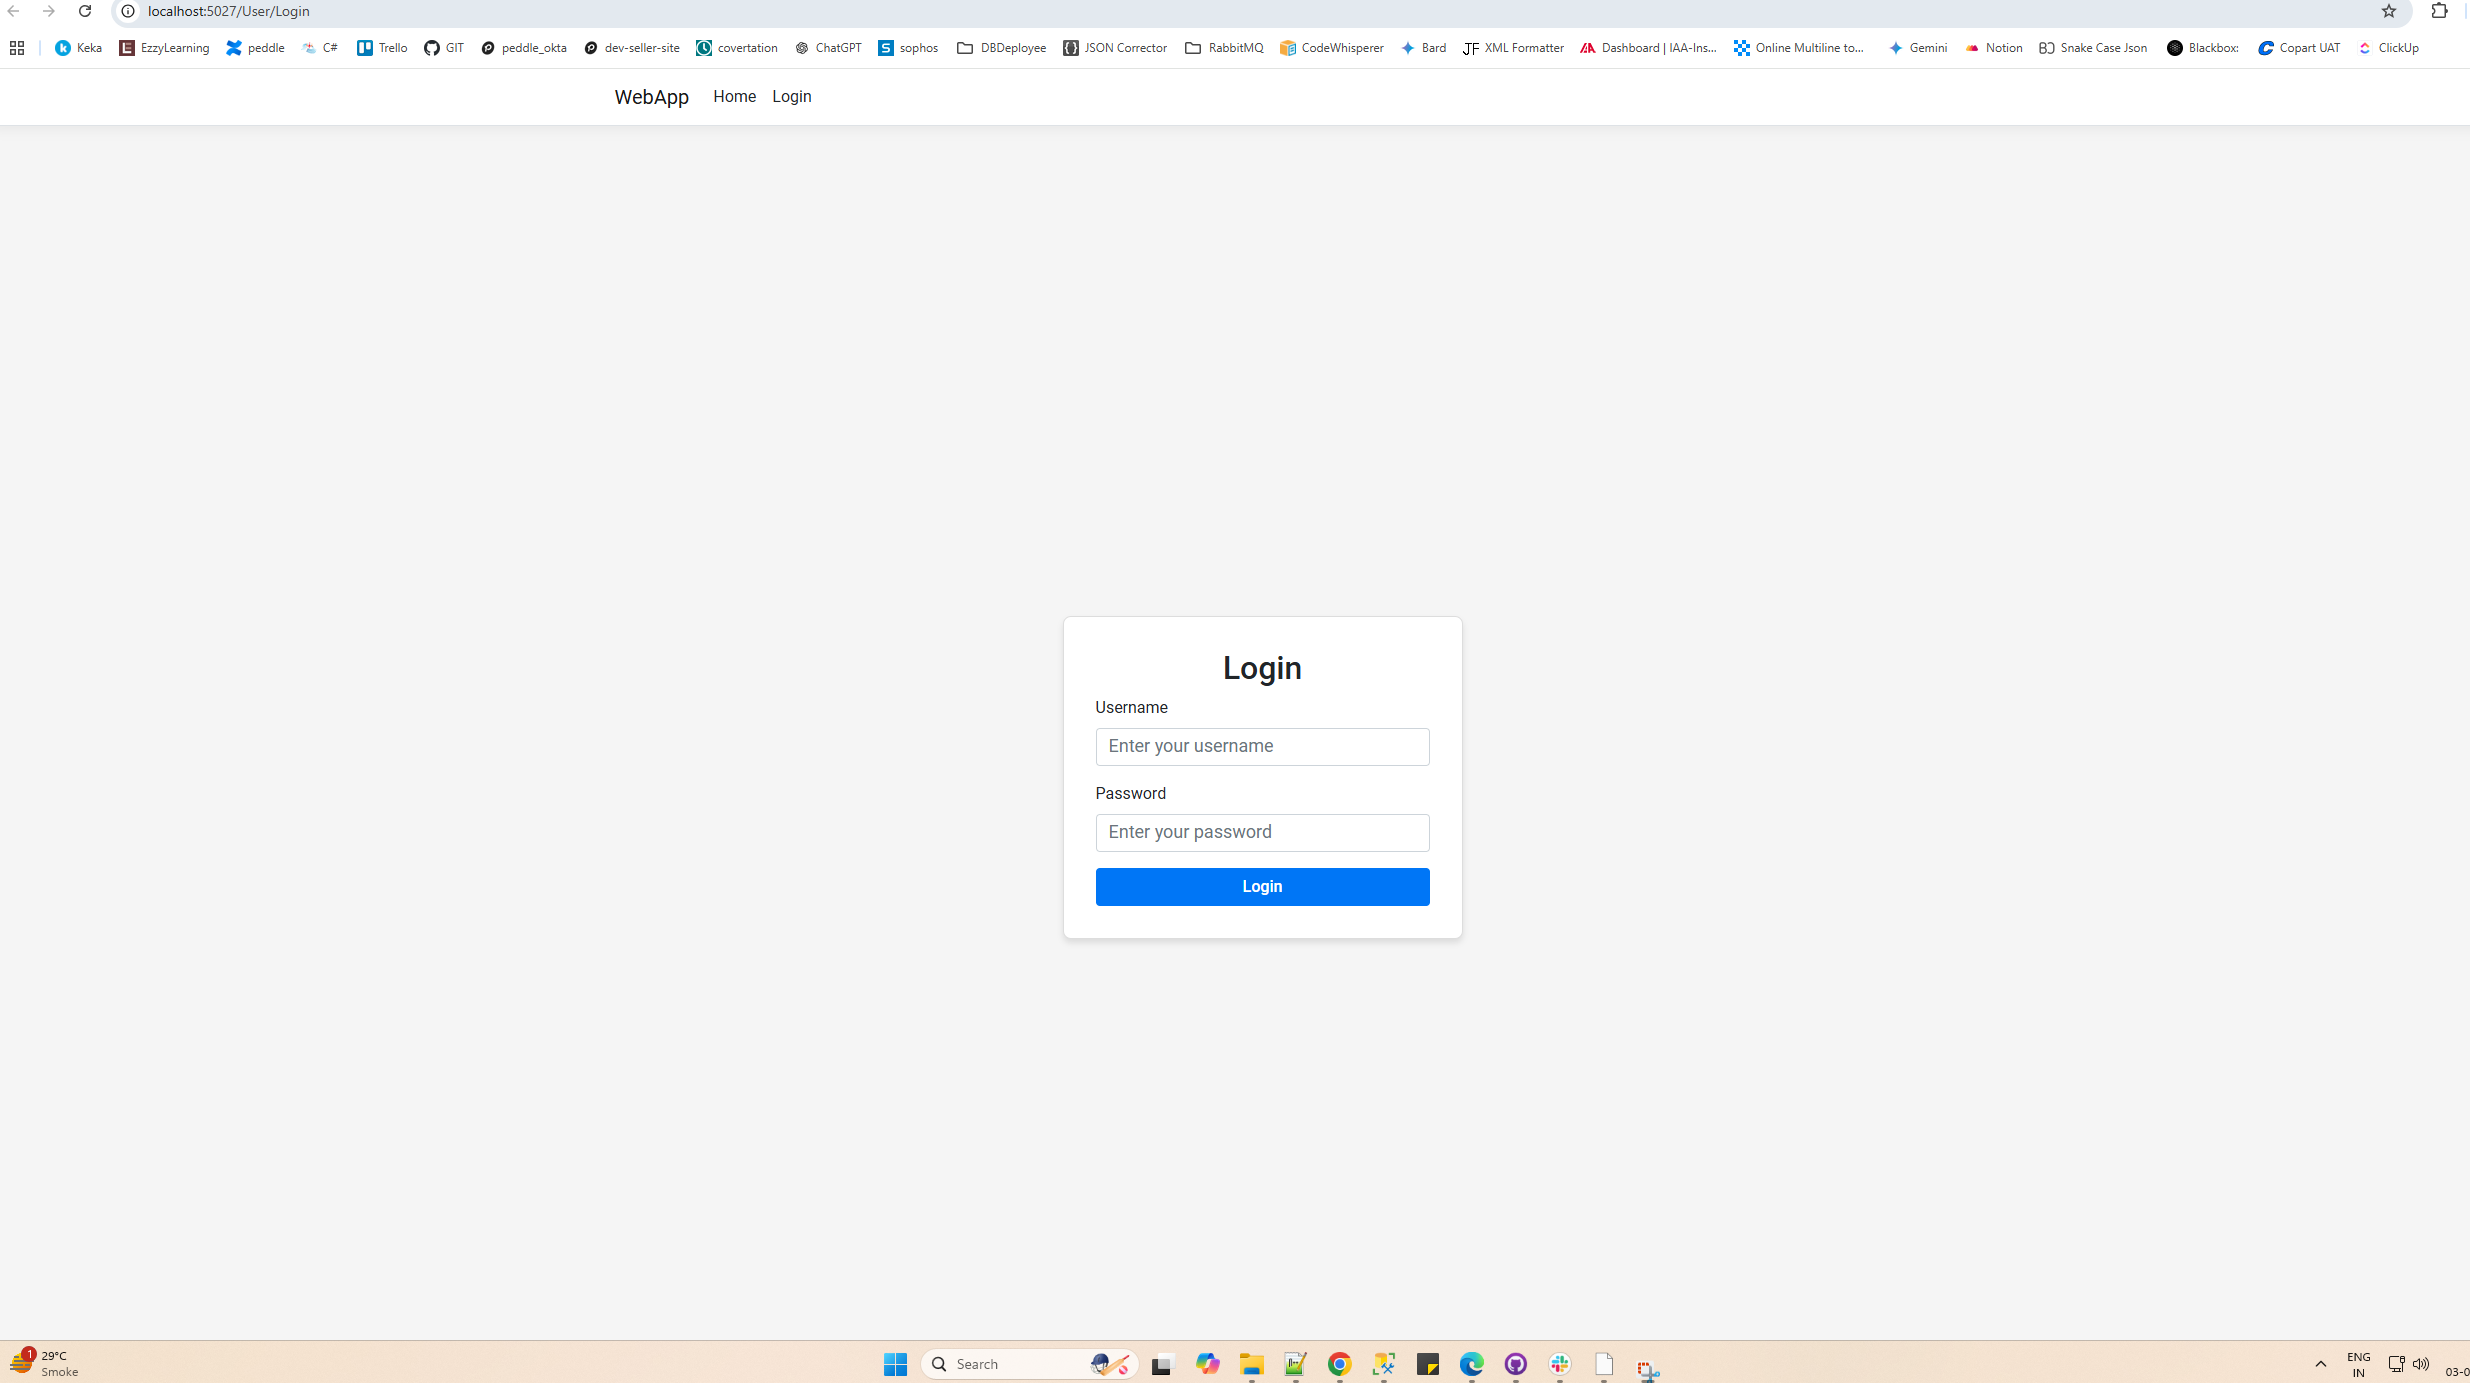 localhost:5027/User/Login
Keka EzzyLearning peddle C# Trello GIT peddle_okta dev-seller-site covertation ChatGPT sophos DBDeployee JSON Corrector RabbitMQ CodeWhisperer Bard XML Formatter Dashboard | IAA-Ins... Online Multiline to... Gemini Notion Snake Case Json Blackbox: Copart UAT ClickUp
WebApp Home Login
Login
Username
Enter your username
Password
Enter your password
Login
1
29°C
Smoke
Search
ENG
IN
03-0